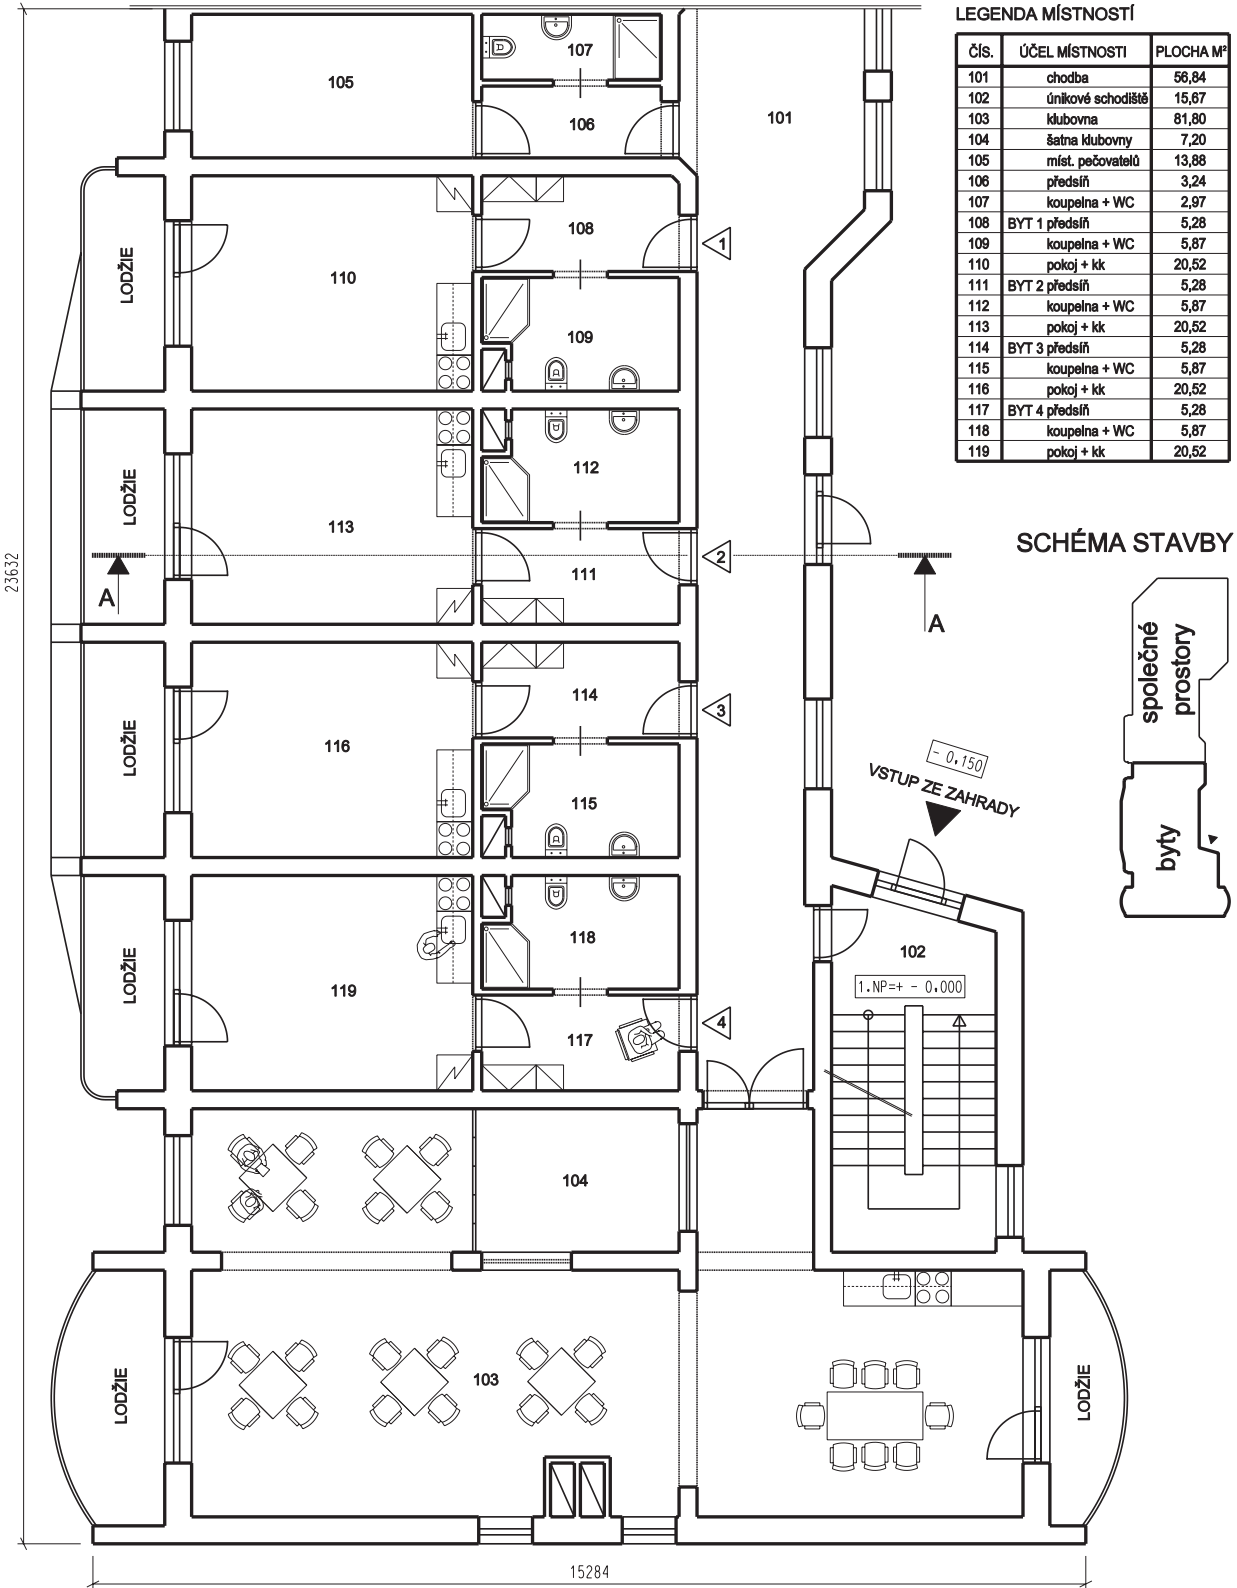 LEGENDA MÍSTNOSTÍ
ČÍS. ÚČEL MÍSTNOSTI PLOCHA M²
101 chodba 56,84
102 únikové schodiště 15,67
103 klubovna 81,80
104 šatna klubovny 7,20
105 míst. pečovatelů 13,88
106 předsíň 3,24
107 koupelna + WC 2,97
108 BYT 1 předsíň 5,28
109 koupelna + WC 5,87
110 pokoj + kk 20,52
111 BYT 2 předsíň 5,28
112 koupelna + WC 5,87
113 pokoj + kk 20,52
114 BYT 3 předsíň 5,28
115 koupelna + WC 5,87
116 pokoj + kk 20,52
117 BYT 4 předsíň 5,28
118 koupelna + WC 5,87
119 pokoj + kk 20,52
SCHÉMA STAVBY
společné
prostory
byty
107
105
106
101
108
1
LODŽIE
110
109
112
LODŽIE
113
2
111
A
A
23632
114
3
LODŽIE
116
115
- 0,150
VSTUP ZE ZAHRADY
118
102
LODŽIE
1.NP=+ - 0.000
119
4
117
104
103
LODŽIE
LODŽIE
15284